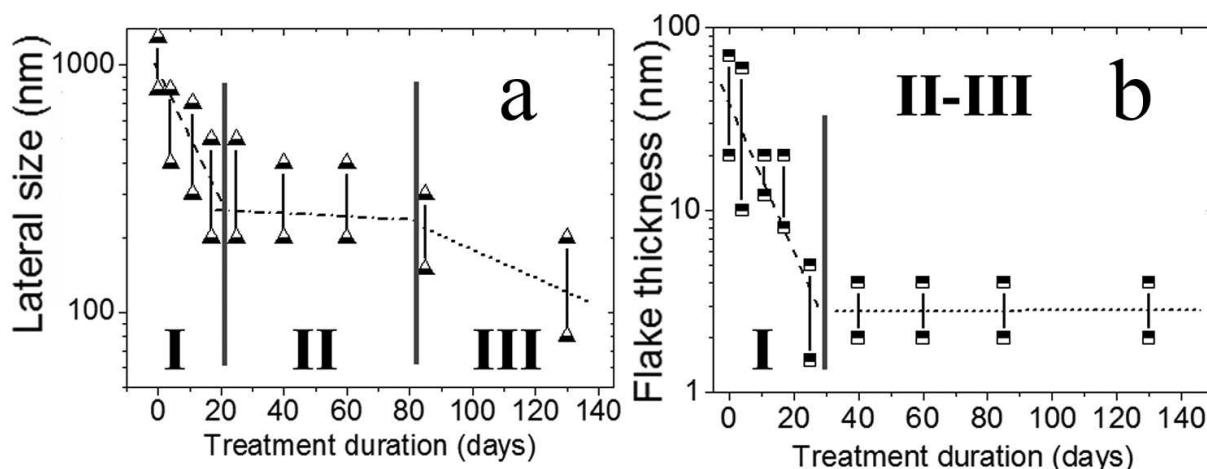 a
Lateral size (nm)
1000
100
I II III
0 20 40 60 80 100 120 140
Treatment duration (days)
b
II-III
Flake thickness (nm)
100
10
1
I
0 20 40 60 80 100 120 140
Treatment duration (days)